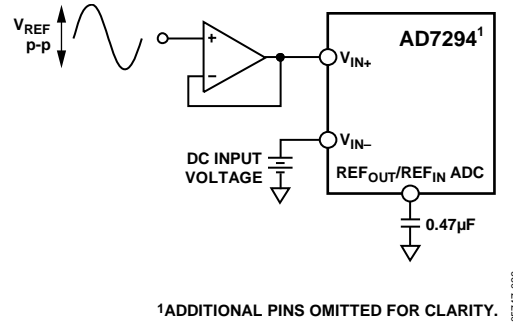 V_REF
p-p
+
−
V_IN+
AD7294¹
V_IN−
DC INPUT
VOLTAGE
REF_OUT/REF_IN ADC
0.47µF
¹ADDITIONAL PINS OMITTED FOR CLARITY.